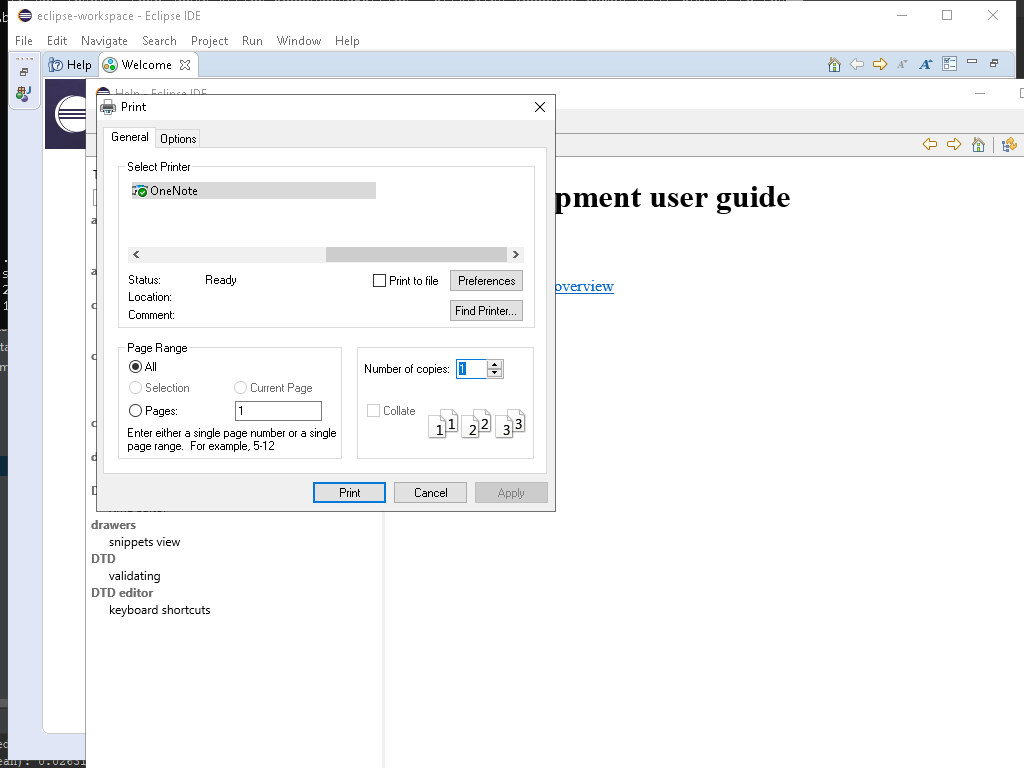 eclipse-workspace - Eclipse IDE
File Edit Navigate Search Project Run Window Help
Help Welcome
Help - Eclipse IDE
Print
General Options
Select Printer
OneNote
pment user guide
Status: Ready
Print to file Preferences
overview
Location:
Comment:
Find Printer...
Page Range
All
Number of copies: 1
Selection Current Page
Pages: 1
Collate
1 1 2 2 3 3
Enter either a single page number or a single
page range. For example, 5-12
Print Cancel Apply
drawers
snippets view
DTD
validating
DTD editor
keyboard shortcuts